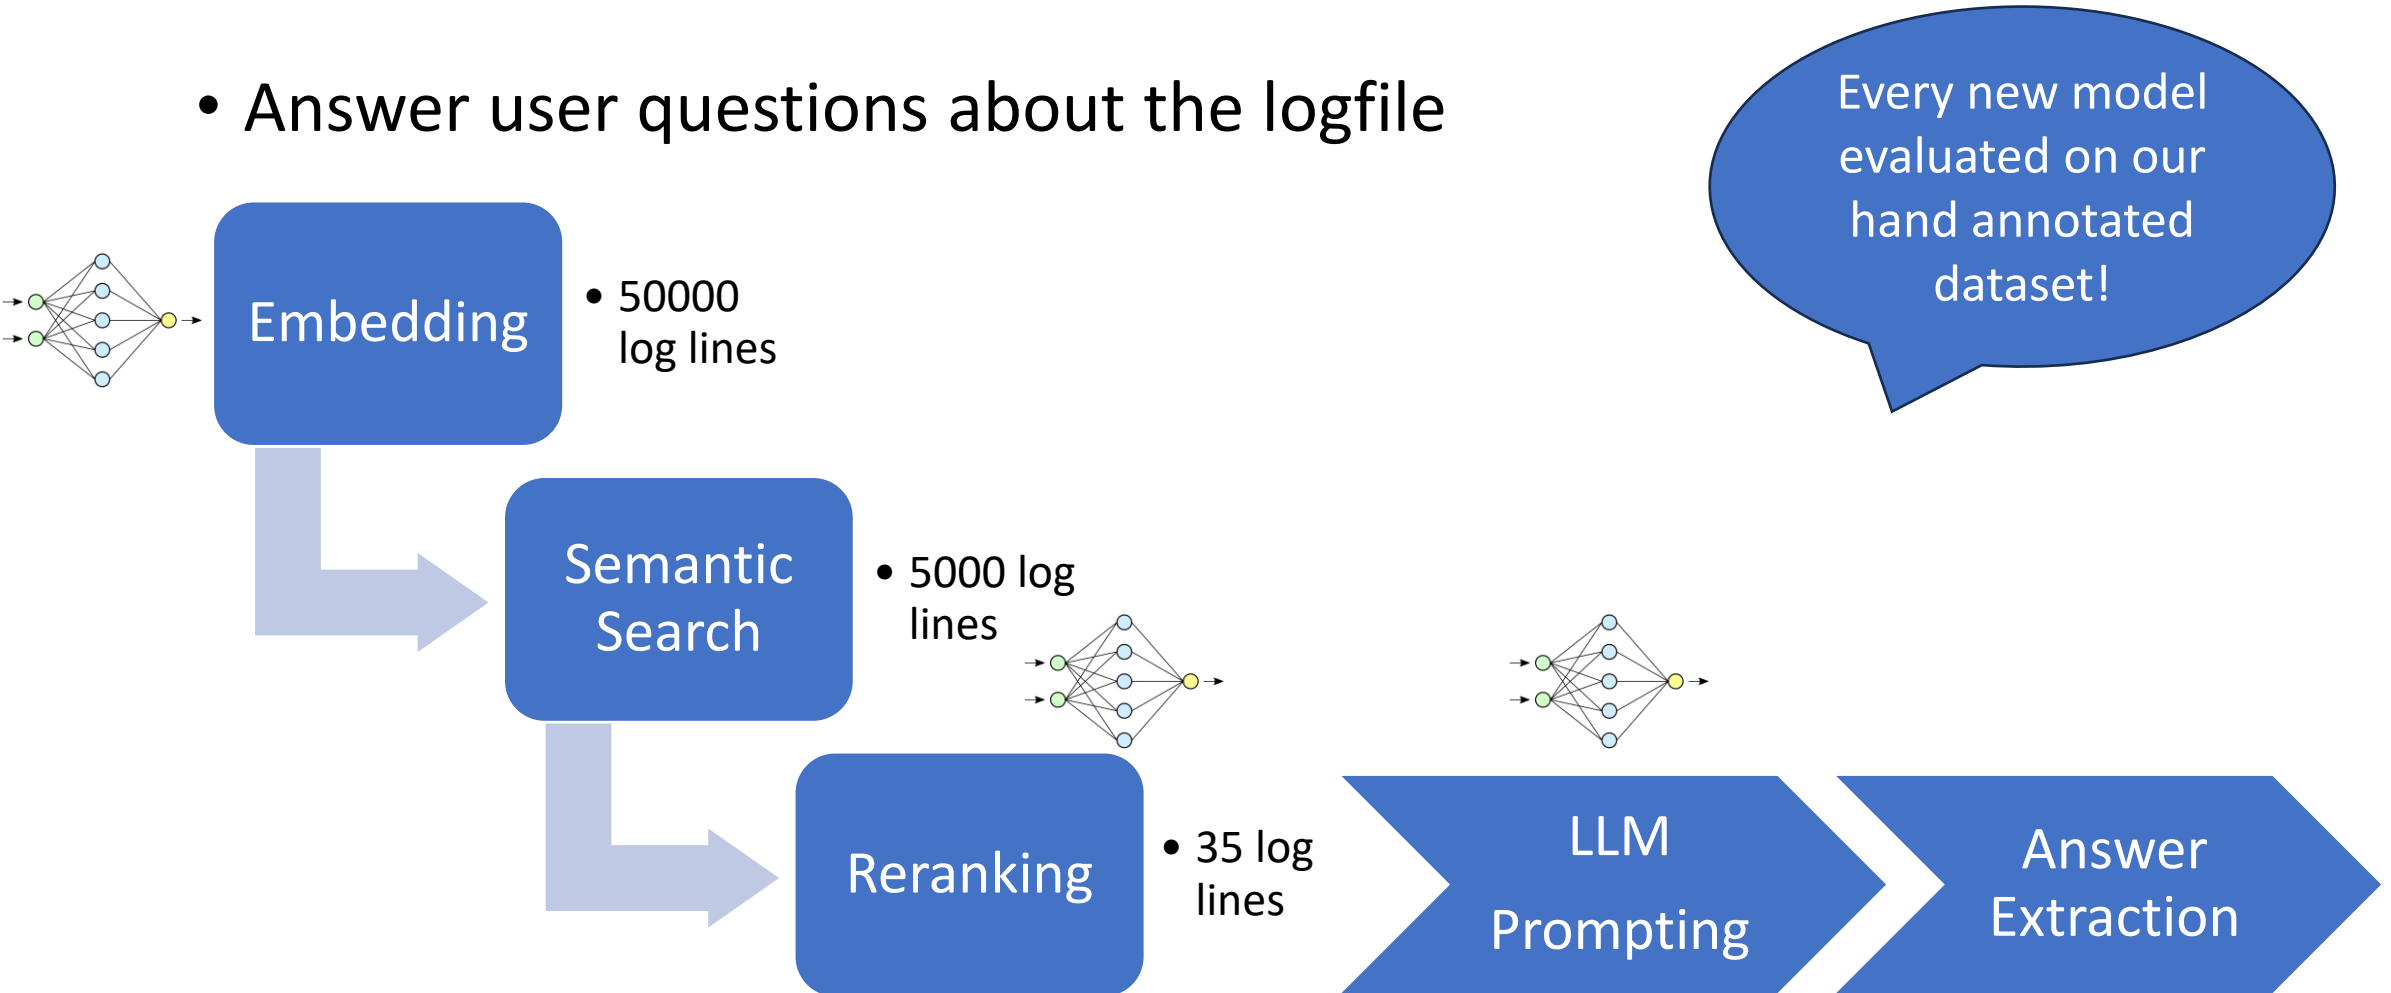 • Answer user questions about the logfile
Every new model
evaluated on our
hand annotated
dataset!
Embedding
• 50000
log lines
Semantic
Search
• 5000 log
lines
Reranking
• 35 log
lines
LLM
Prompting
Answer
Extraction